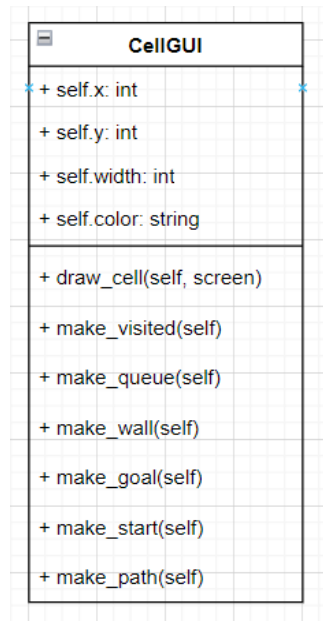 CellGUI
+ self.x: int
+ self.y: int
+ self.width: int
+ self.color: string
+ draw_cell(self, screen)
+ make_visited(self)
+ make_queue(self)
+ make_wall(self)
+ make_goal(self)
+ make_start(self)
+ make_path(self)